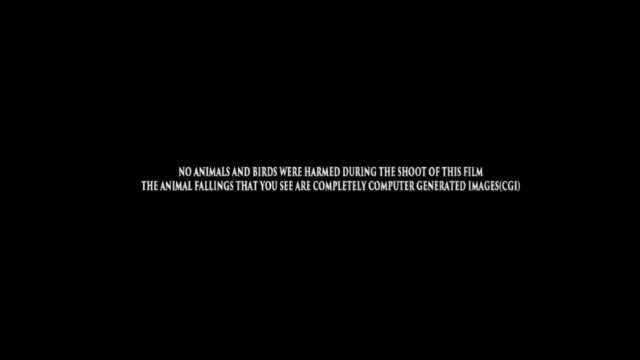 NO ANIMALS AND BIRDS WERE HARMED DURING THE SHOOT OF THIS FILM
THE ANIMAL FALLINGS THAT YOU SEE ARE COMPLETELY COMPUTER GENERATED IMAGES(CGI)